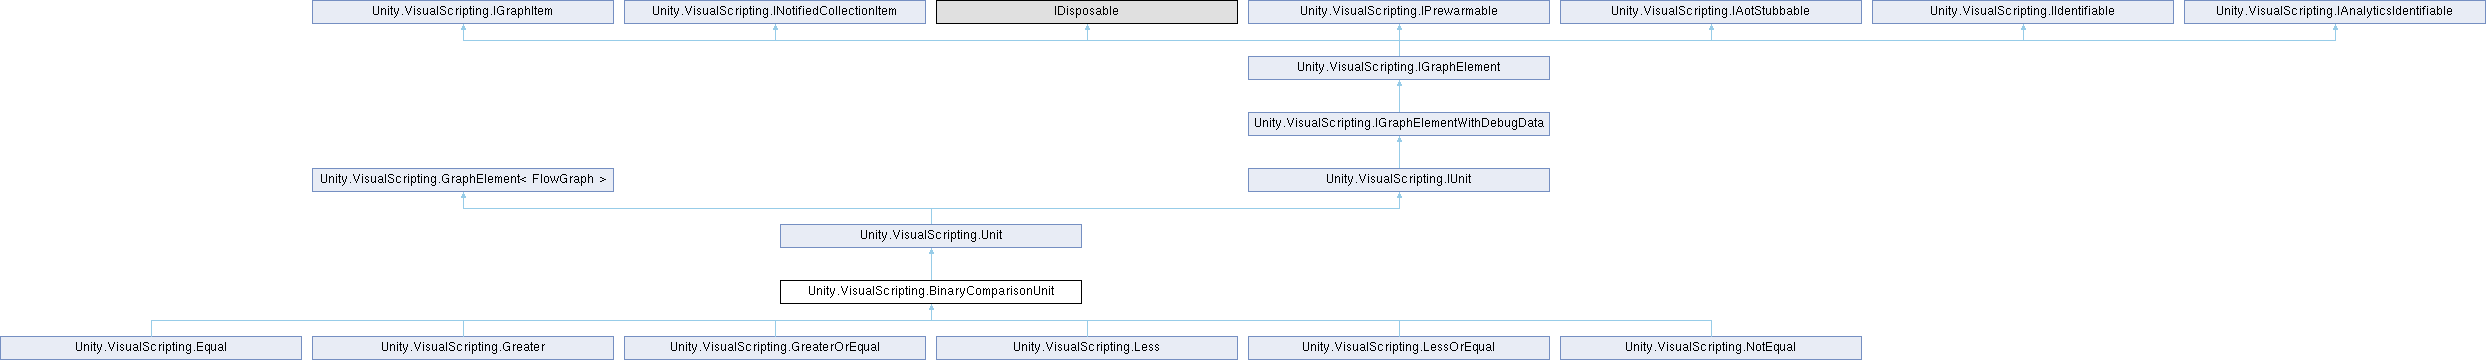 Unity.VisualScripting.IGraphItem
Unity.VisualScripting.INotifiedCollectionItem
IDisposable
Unity.VisualScripting.IPrewarmable
Unity.VisualScripting.IAotStubbable
Unity.VisualScripting.IIdentifiable
Unity.VisualScripting.IAnalyticsIdentifiable
Unity.VisualScripting.IGraphElement
Unity.VisualScripting.IGraphElementWithDebugData
Unity.VisualScripting.GraphElement< FlowGraph >
Unity.VisualScripting.IUnit
Unity.VisualScripting.Unit
Unity.VisualScripting.BinaryComparisonUnit
Unity.VisualScripting.Equal
Unity.VisualScripting.Greater
Unity.VisualScripting.GreaterOrEqual
Unity.VisualScripting.Less
Unity.VisualScripting.LessOrEqual
Unity.VisualScripting.NotEqual